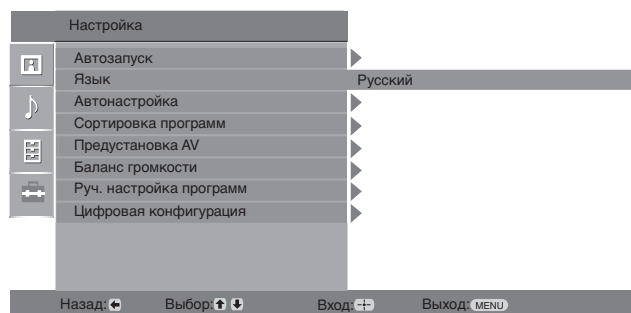 Настройка
Автозапуск
Язык Русский
Автонастройка
Сортировка программ
Предустановка AV
Баланс громкости
Руч. настройка программ
Цифровая конфигурация
Назад: Выбор: Вход: Выход: MENU